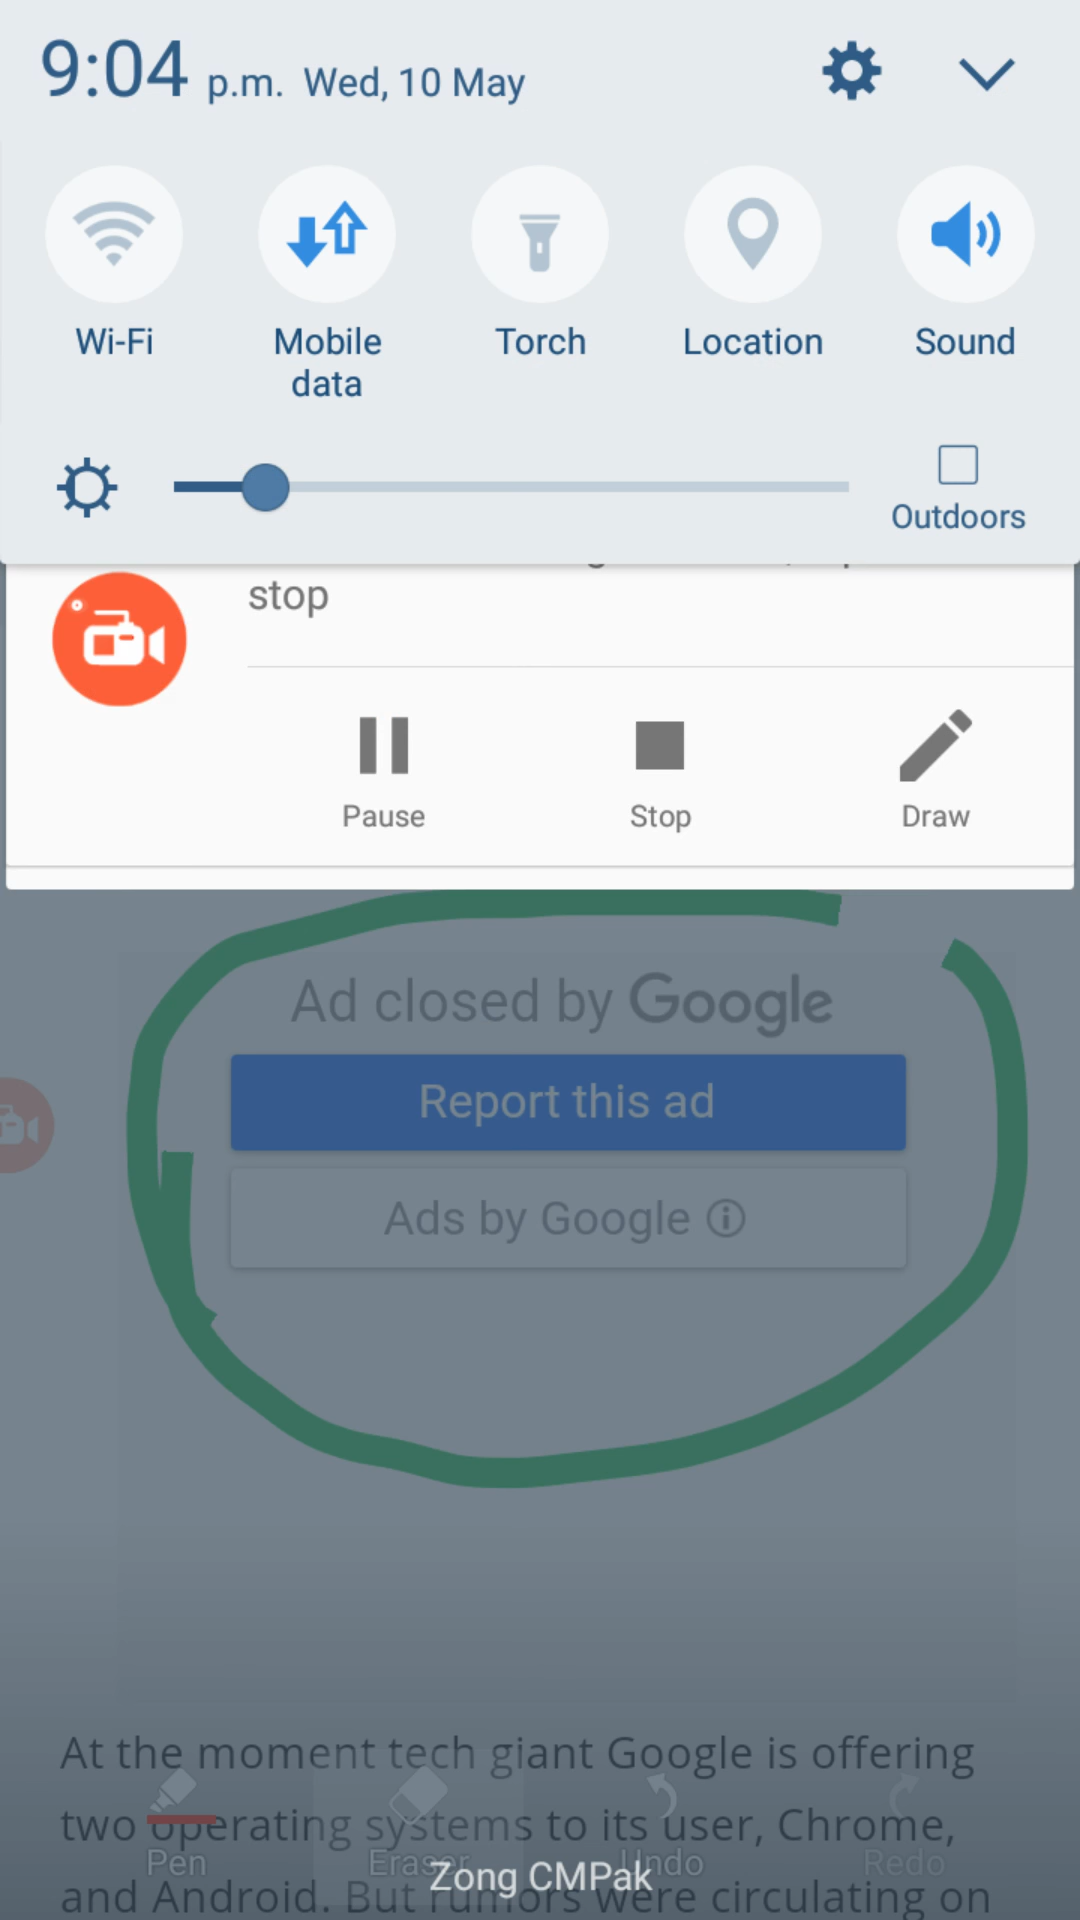 9:04 p.m. Wed, 10 May
Wi-Fi
Mobile
data
Torch
Location
Sound
Outdoors
stop
Pause
Stop
Draw
Ad closed by Google
Report this ad
Ads by Google
At the moment tech giant Google is offering
two operating systems to its user, Chrome,
Pen
Eraser
Undo
Redo
Zong CMPak
and Android. But rumors were circulating on